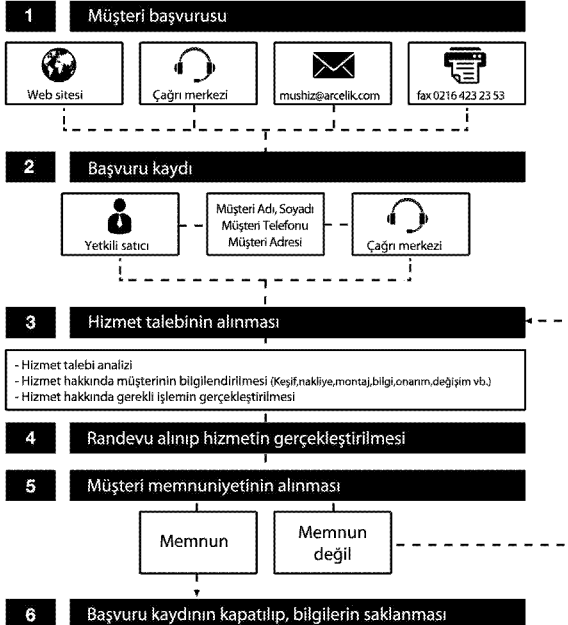 1 Müşteri başvurusu
Web sitesi
Çağrı merkezi
mushiz@arcelik.com
fax 0216 423 23 53
2 Başvuru kaydı
Yetkili satıcı
Müşteri Adı, Soyadı
Müşteri Telefonu
Müşteri Adresi
Çağrı merkezi
3 Hizmet talebinin alınması
- Hizmet talebi analizi
- Hizmet hakkında müşterinin bilgilendirilmesi (Keşif,nakliye,montaj,bilgi,onarım,değişim vb.)
- Hizmet hakkında gerekli işlemin gerçekleştirilmesi
4 Randevu alınıp hizmetin gerçekleştirilmesi
5 Müşteri memnuniyetinin alınması
Memnun
Memnun
değil
6 Başvuru kaydının kapatılıp, bilgilerin saklanması